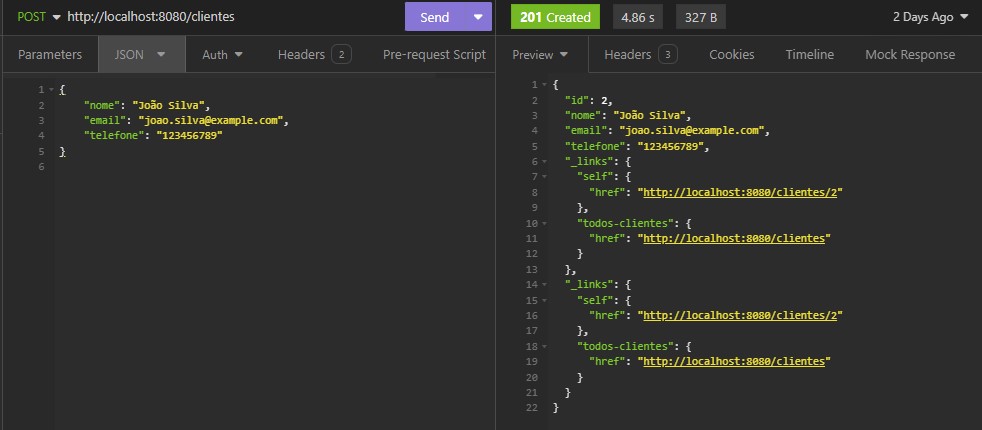 POST http://localhost:8080/clientes Send
Parameters JSON Auth Headers 2 Pre-request Script
1 {
2 "nome": "João Silva",
3 "email": "joao.silva@example.com",
4 "telefone": "123456789"
5 }
6
201 Created 4.86 s 327 B 2 Days Ago
Preview Headers 3 Cookies Timeline Mock Response
1 {
2 "id": 2,
3 "nome": "João Silva",
4 "email": "joao.silva@example.com",
5 "telefone": "123456789",
6 "_links": {
7 "self": {
8 "href": "http://localhost:8080/clientes/2"
9 },
10 "todos-clientes": {
11 "href": "http://localhost:8080/clientes"
12 }
13 },
14 "_links": {
15 "self": {
16 "href": "http://localhost:8080/clientes/2"
17 },
18 "todos-clientes": {
19 "href": "http://localhost:8080/clientes"
20 }
21 }
22 }